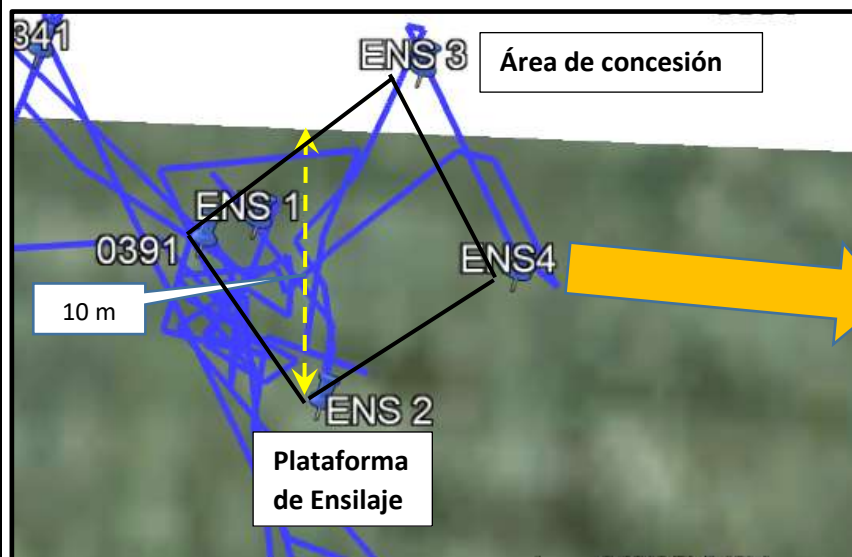 341
ENS 3
Área de concesión
ENS 1
0391
ENS4
10 m
ENS 2
Plataforma
de Ensilaje